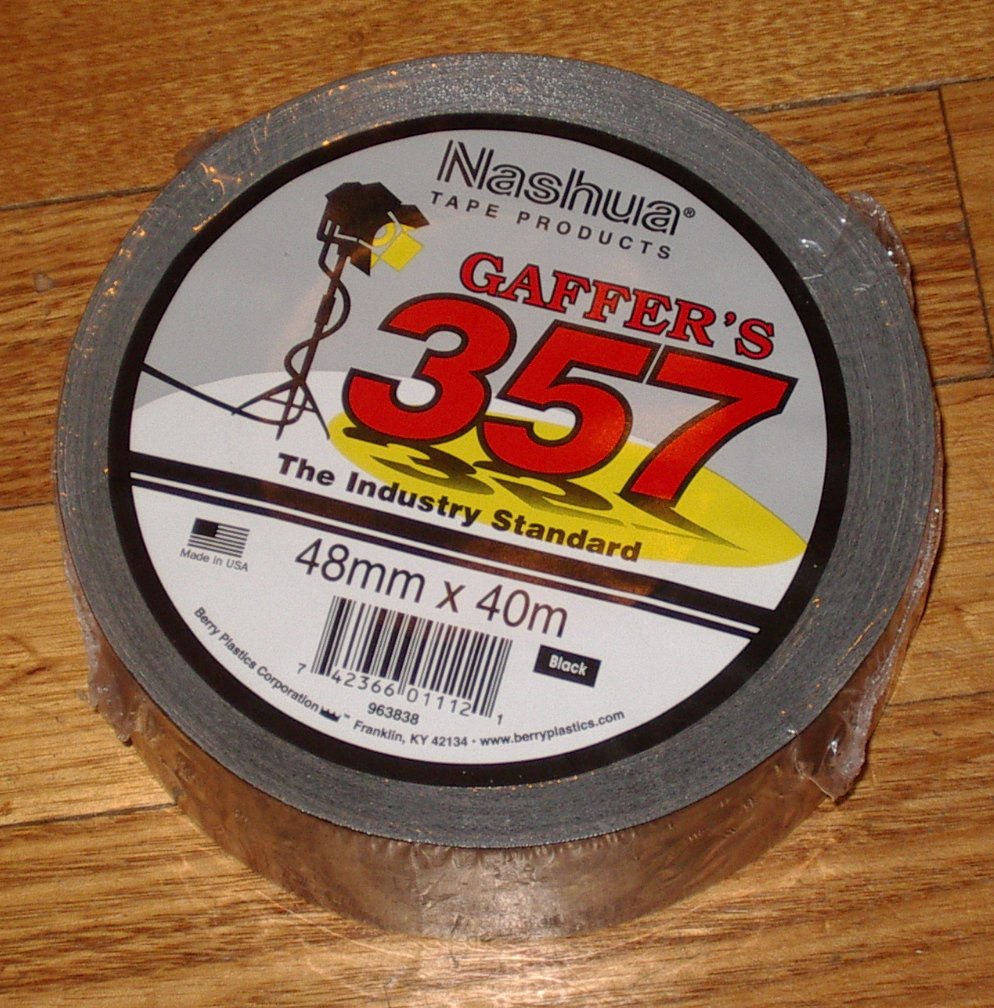 Nashua®
TAPE PRODUCTS
GAFFER'S
357
The Industry Standard
Made in USA
48mm x 40m
Black
7 42366 01112 1
963838
Berry Plastics Corporation ™ Franklin, KY 42134 · www.berryplastics.com